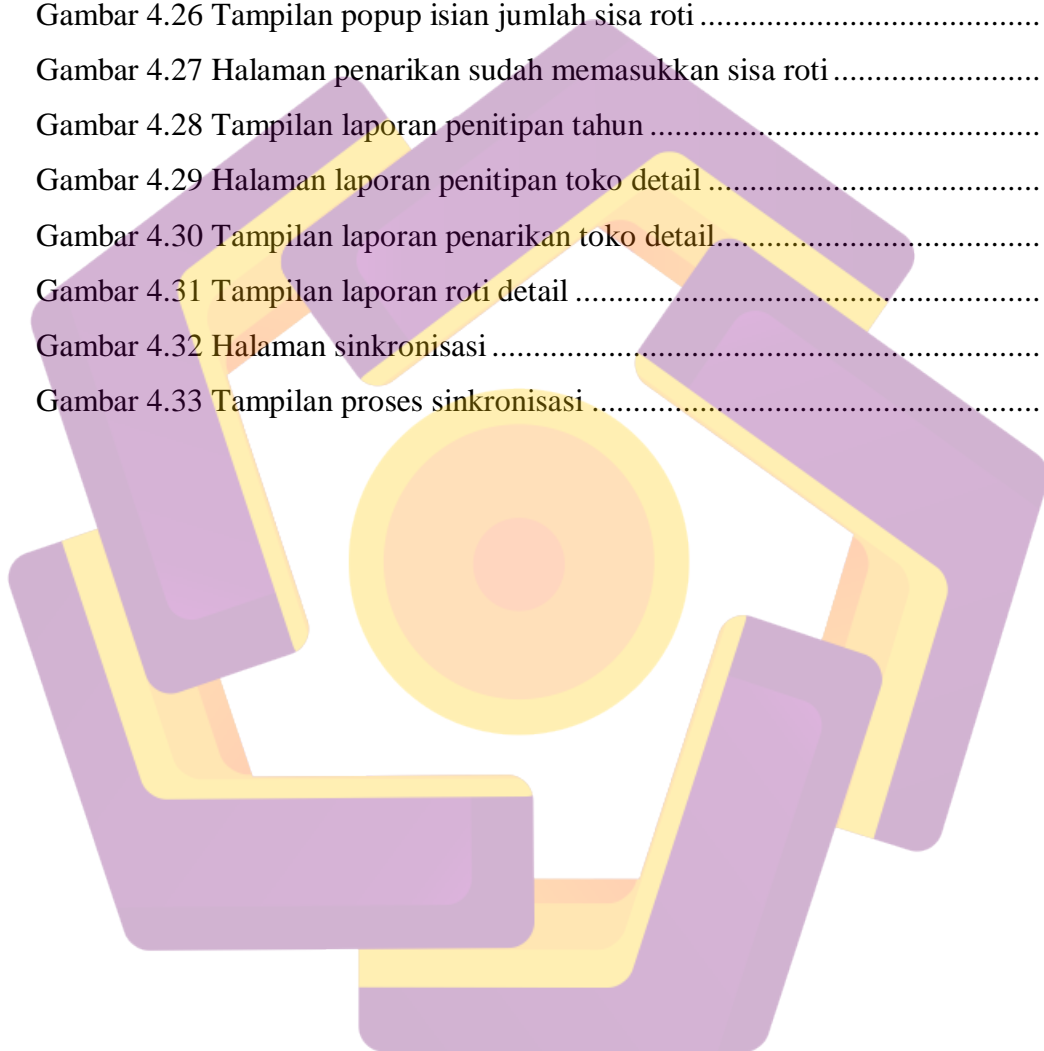 Gambar 4.26 Tampilan popup isian jumlah sisa roti ......................................
Gambar 4.27 Halaman penarikan sudah memasukkan sisa roti .......................
Gambar 4.28 Tampilan laporan penitipan tahun ............................................
Gambar 4.29 Halaman laporan penitipan toko detail .....................................
Gambar 4.30 Tampilan laporan penarikan toko detail ....................................
Gambar 4.31 Tampilan laporan roti detail ....................................................
Gambar 4.32 Halaman sinkronisasi .............................................................
Gambar 4.33 Tampilan proses sinkronisasi ..................................................